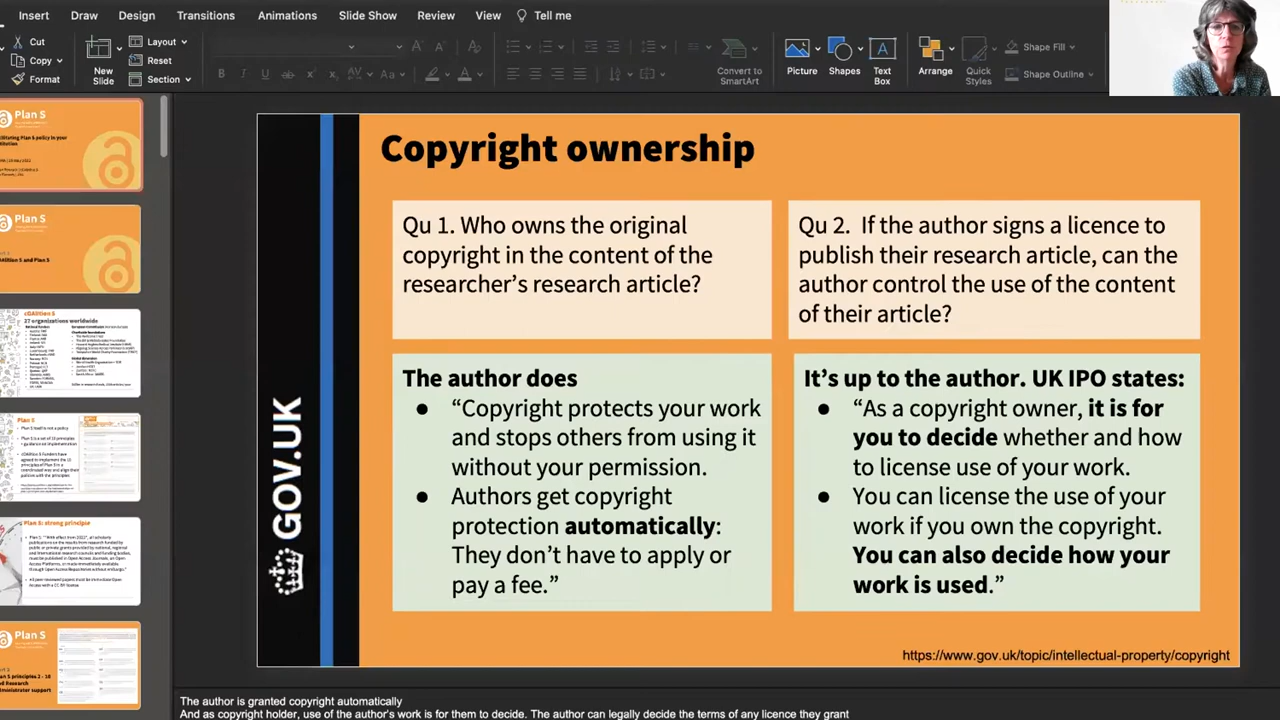 Insert Draw Design Transitions Animations Slide Show Review View Tell me
Cut
Copy
Format
New
Slide
Layout
Reset
Section
Convert to
SmartArt
Picture
Shapes
Text
Box
Arrange
Quick
Styles
Shape Fill
Shape Outline
Plan S
Plan S
cOAlition S
27 organizations worldwide
Plan S
Plan S: strong principle
Plan S
GOV.UK
Copyright ownership
Qu 1. Who owns the original
copyright in the content of the
researcher's research article?
Qu 2. If the author signs a licence to
publish their research article, can the
author control the use of the content
of their article?
The author does
● “Copyright protects your work
and stops others from using it
without your permission.
● Authors get copyright
protection automatically:
They don't have to apply or
pay a fee.”
It's up to the author. UK IPO states:
● “As a copyright owner, it is for
you to decide whether and how
to license use of your work.
● You can license the use of your
work if you own the copyright.
You can also decide how your
work is used.”
https://www.gov.uk/topic/intellectual-property/copyright
The author is granted copyright automatically
And as copyright holder, use of the author's work is for them to decide. The author can legally decide the terms of any licence they grant